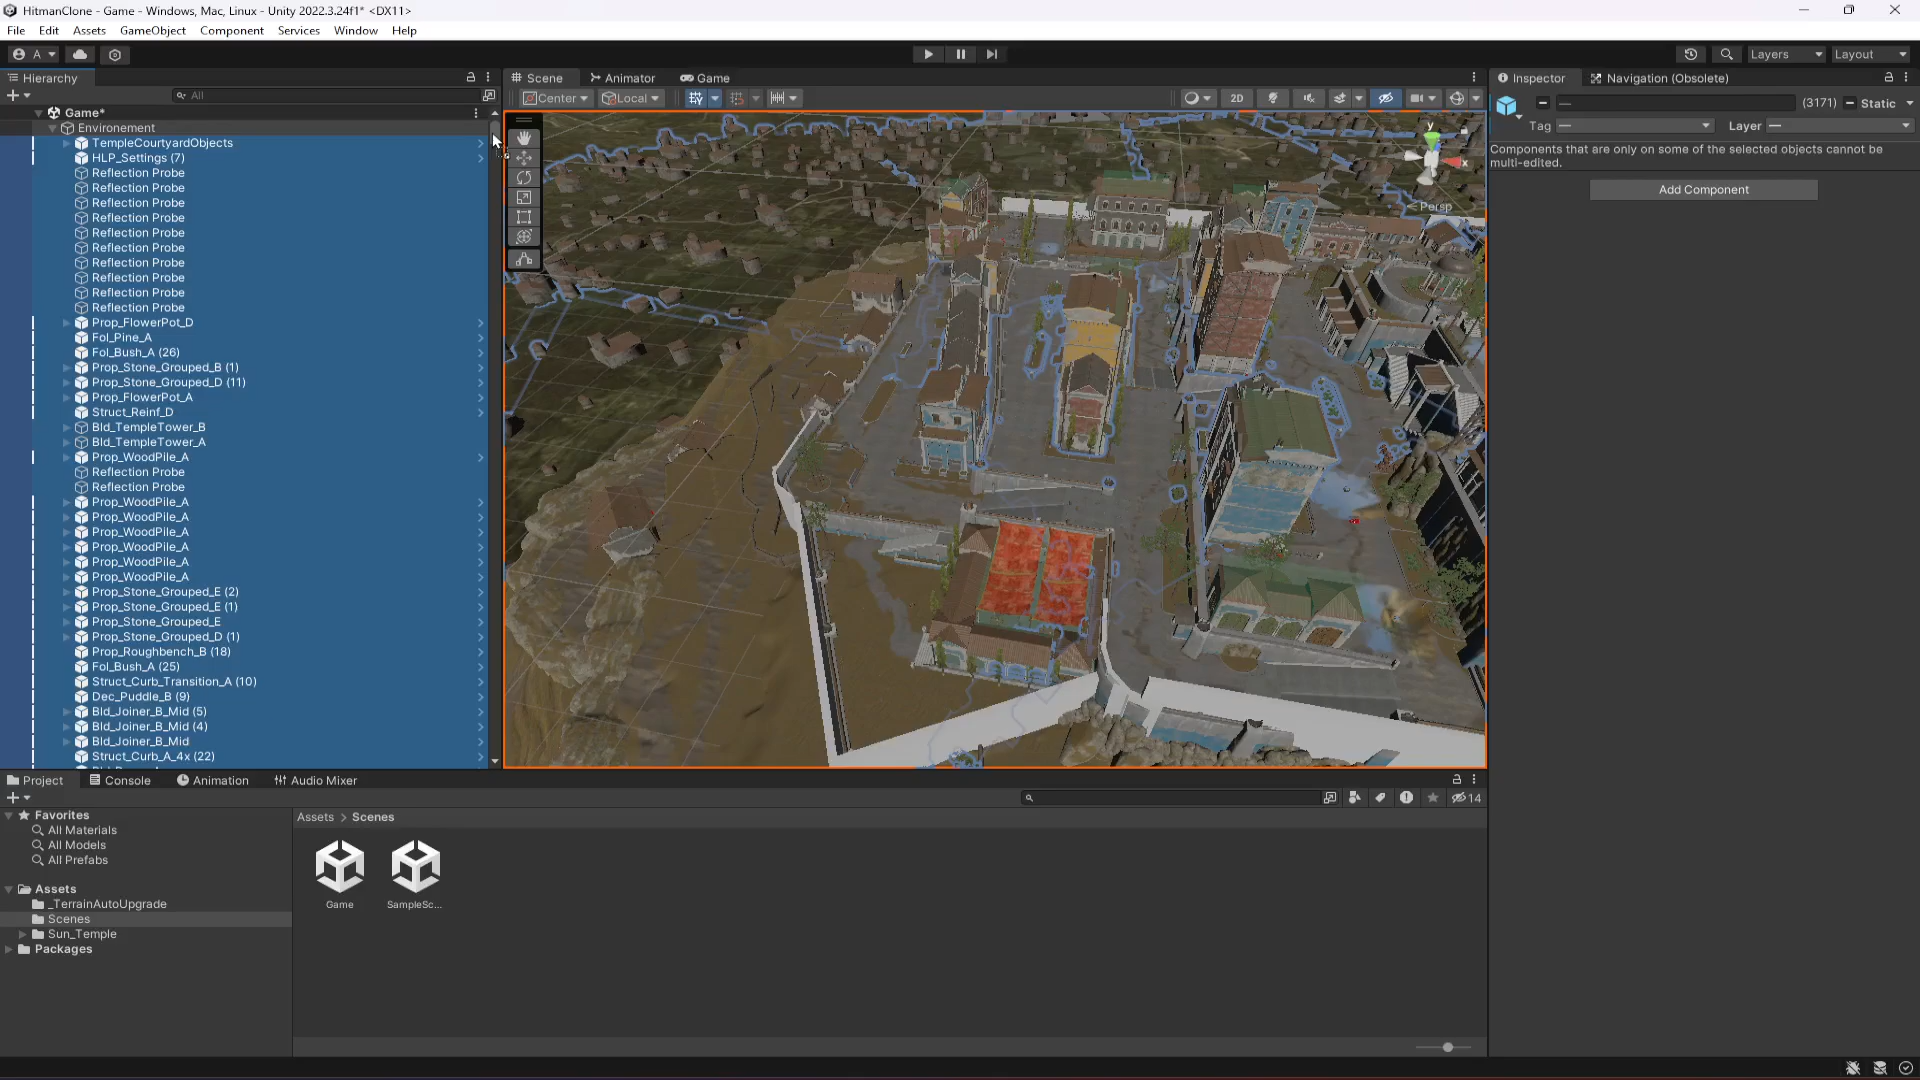 HitmanClone - Game - Windows, Mac, Linux - Unity 2022.3.24f1* <DX11>
File Edit Assets GameObject Component Services Window Help
A Layers Layout
Hierarchy Scene Animator Game Inspector Navigation (Obsolete)
All Center Local 2D
(3171) Static
Tag — Layer —
Components that are only on some of the selected objects cannot be
multi-edited.
Add Component
y
x
Persp
Game*
Environement
TempleCourtyardObjects
HLP_Settings (7)
Reflection Probe
Reflection Probe
Reflection Probe
Reflection Probe
Reflection Probe
Reflection Probe
Reflection Probe
Reflection Probe
Reflection Probe
Reflection Probe
Prop_FlowerPot_D
Fol_Pine_A
Fol_Bush_A (26)
Prop_Stone_Grouped_B (1)
Prop_Stone_Grouped_D (11)
Prop_FlowerPot_A
Struct_Reinf_D
Bld_TempleTower_B
Bld_TempleTower_A
Prop_WoodPile_A
Reflection Probe
Reflection Probe
Prop_WoodPile_A
Prop_WoodPile_A
Prop_WoodPile_A
Prop_WoodPile_A
Prop_WoodPile_A
Prop_WoodPile_A
Prop_Stone_Grouped_E (2)
Prop_Stone_Grouped_E (1)
Prop_Stone_Grouped_E
Prop_Stone_Grouped_D (1)
Prop_Roughbench_B (18)
Fol_Bush_A (25)
Struct_Curb_Transition_A (10)
Dec_Puddle_B (9)
Bld_Joiner_B_Mid (5)
Bld_Joiner_B_Mid (4)
Bld_Joiner_B_Mid
Struct_Curb_A_4x (22)
Project Console Animation Audio Mixer
14
Favorites
All Materials
All Models
All Prefabs
Assets
_TerrainAutoUpgrade
Scenes
Sun_Temple
Packages
Assets > Scenes
Game SampleSc...